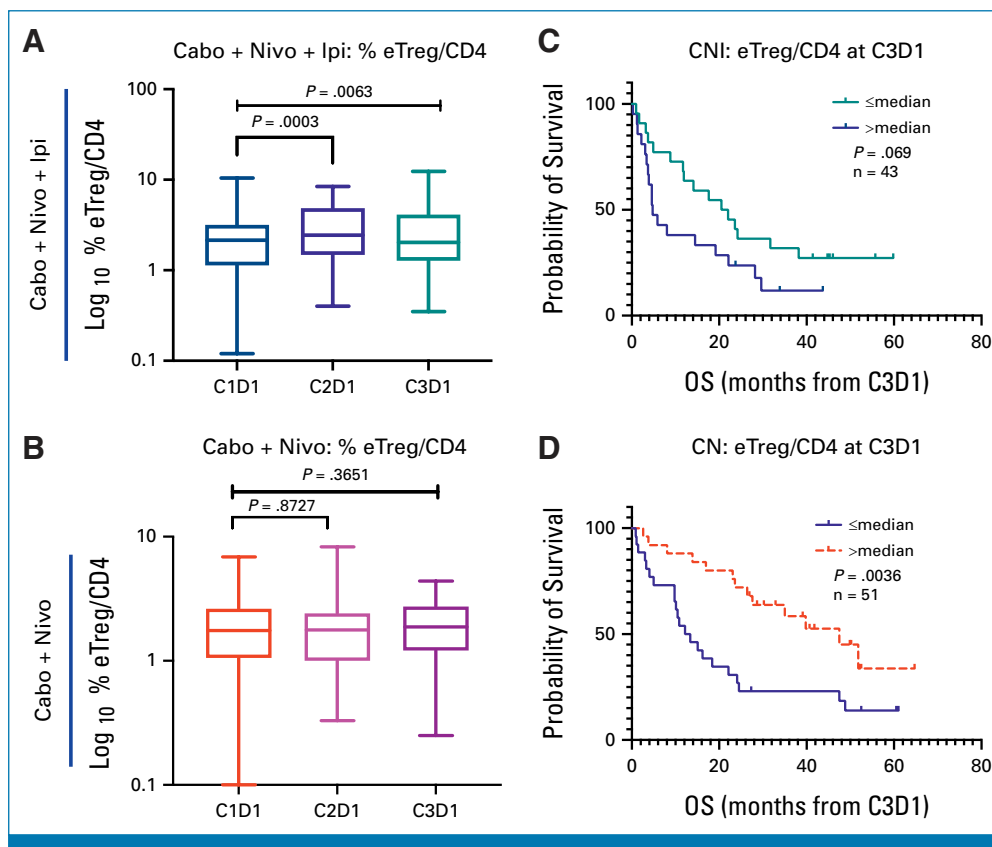 A
Cabo + Nivo + Ipi: % eTreg/CD4
Cabo + Nivo + Ipi
Log 10 % eTreg/CD4
100
10
1
0.1
P = .0063
P = .0003
C1D1
C2D1
C3D1
C
CNI: eTreg/CD4 at C3D1
Probability of Survival
100
50
0
≤median
>median
P = .069
n = 43
0
20
40
60
80
OS (months from C3D1)
B
Cabo + Nivo: % eTreg/CD4
Cabo + Nivo
Log 10 % eTreg/CD4
10
1
0.1
P = .3651
P = .8727
C1D1
C2D1
C3D1
D
CN: eTreg/CD4 at C3D1
Probability of Survival
100
50
0
≤median
>median
P = .0036
n = 51
0
20
40
60
80
OS (months from C3D1)